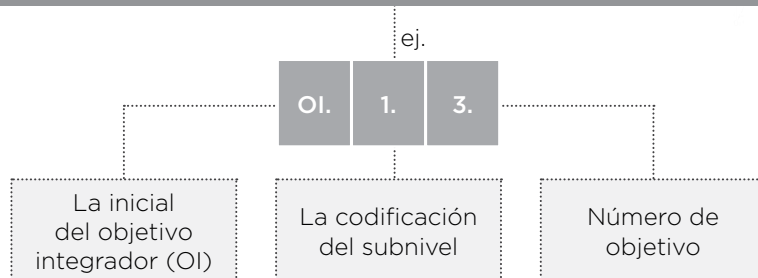 ej.
OI. 1. 3.
La inicial
del objetivo
integrador (OI)
La codificación
del subnivel
Número de
objetivo